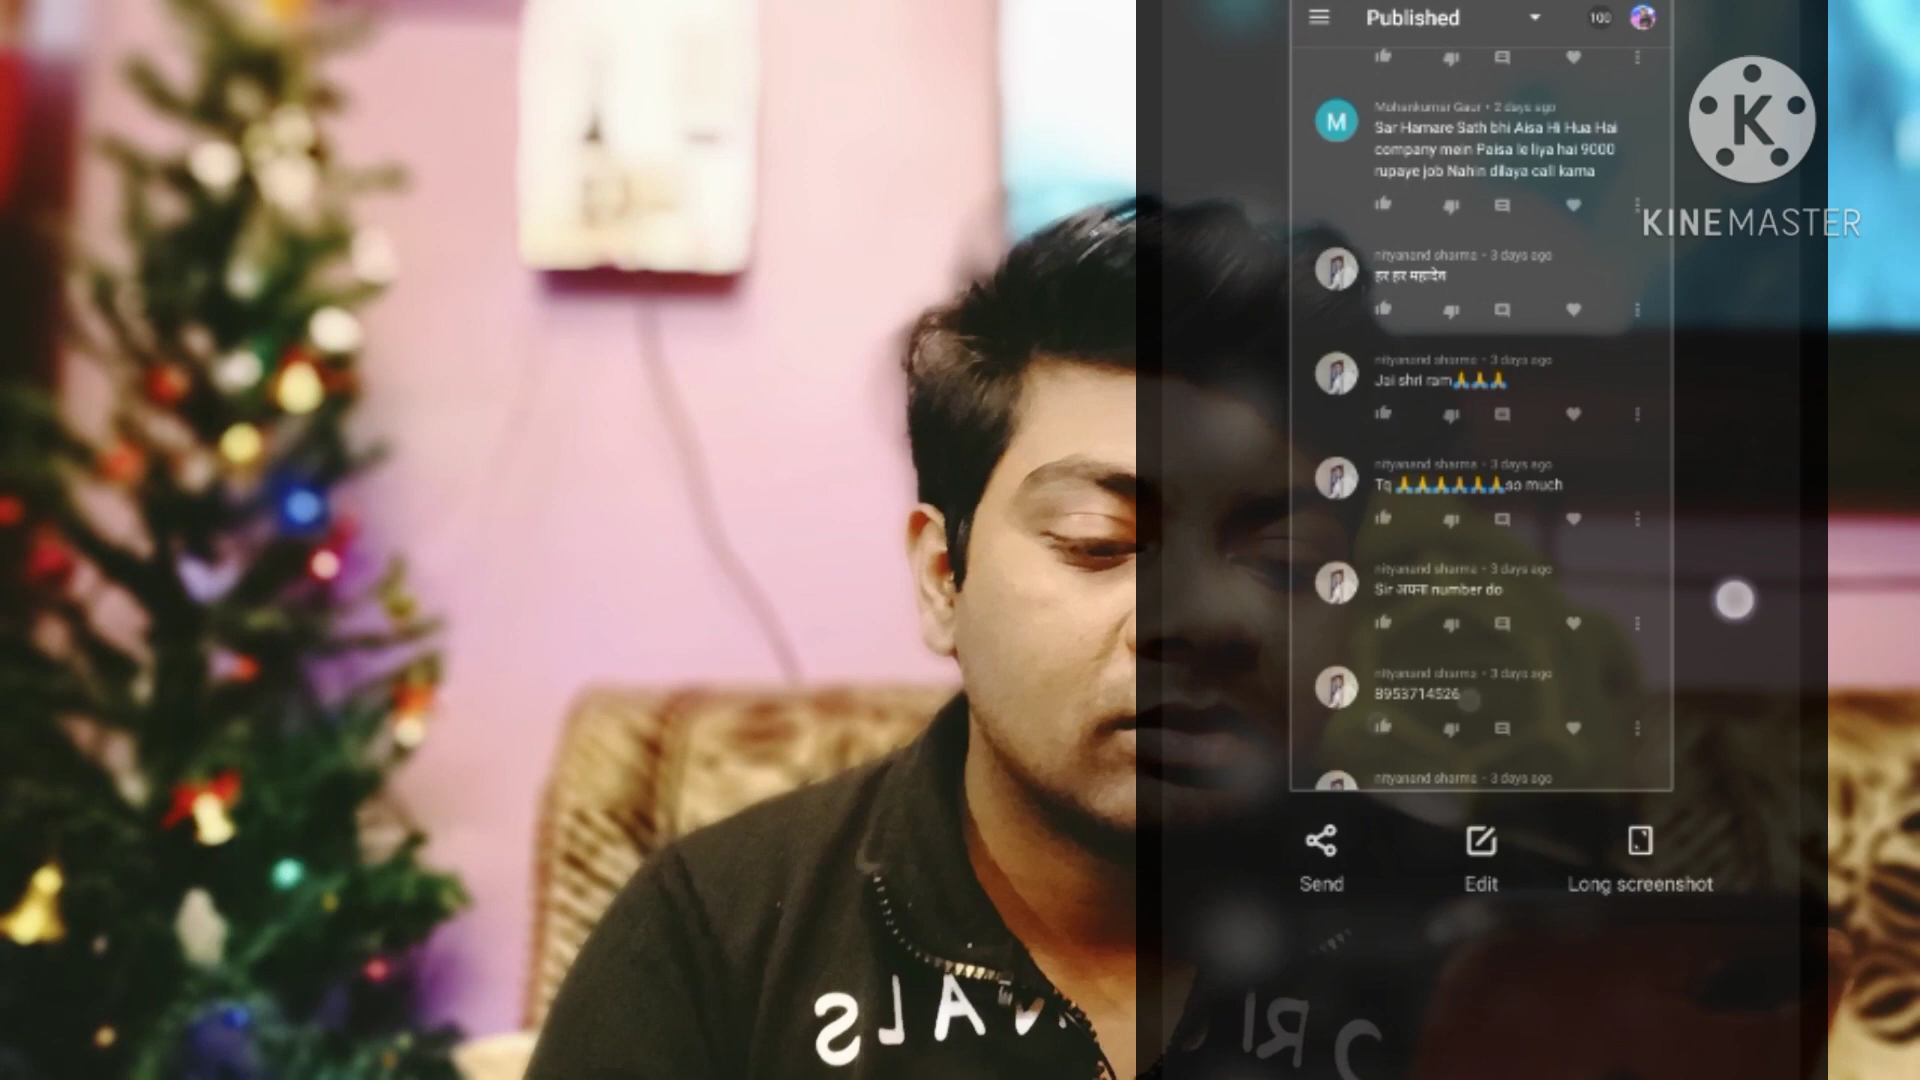 Published
100
M
Mohankumar Gaur • 2 days ago
Sar Hamare Sath bhi Aisa Hi Hua Hai
company mein Paisa le liya hai 9000
rupaye job Nahin dilaya call karna
nityanand sharma • 3 days ago
हर हर महादेव
nityanand sharma • 3 days ago
Jai shri ram🙏🙏🙏
nityanand sharma • 3 days ago
Tq 🙏🙏🙏🙏🙏🙏so much
nityanand sharma • 3 days ago
Sir अपना number do
nityanand sharma • 3 days ago
8953714526
nityanand sharma • 3 days ago
Send
Edit
Long screenshot
K
KINEMASTER